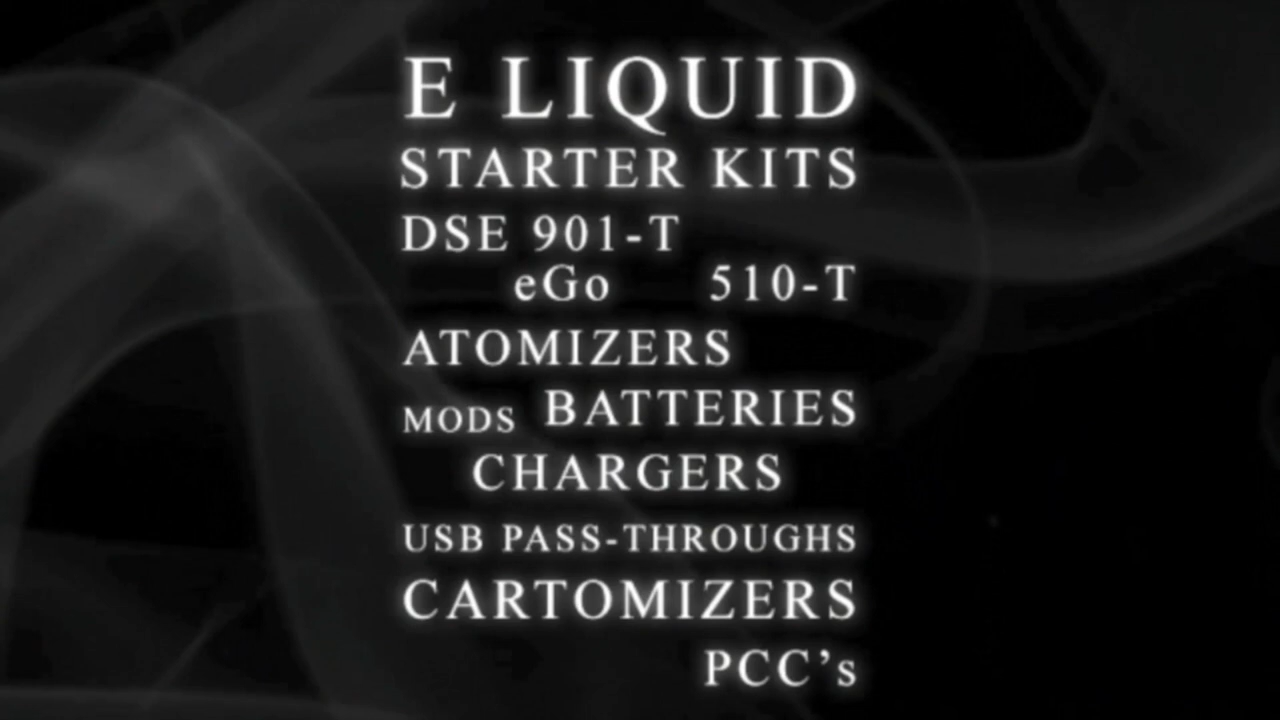 E LIQUID
STARTER KITS
DSE 901-T
eGo 510-T
ATOMIZERS
MODS BATTERIES
CHARGERS
USB PASS-THROUGHS
CARTOMIZERS
PCC's